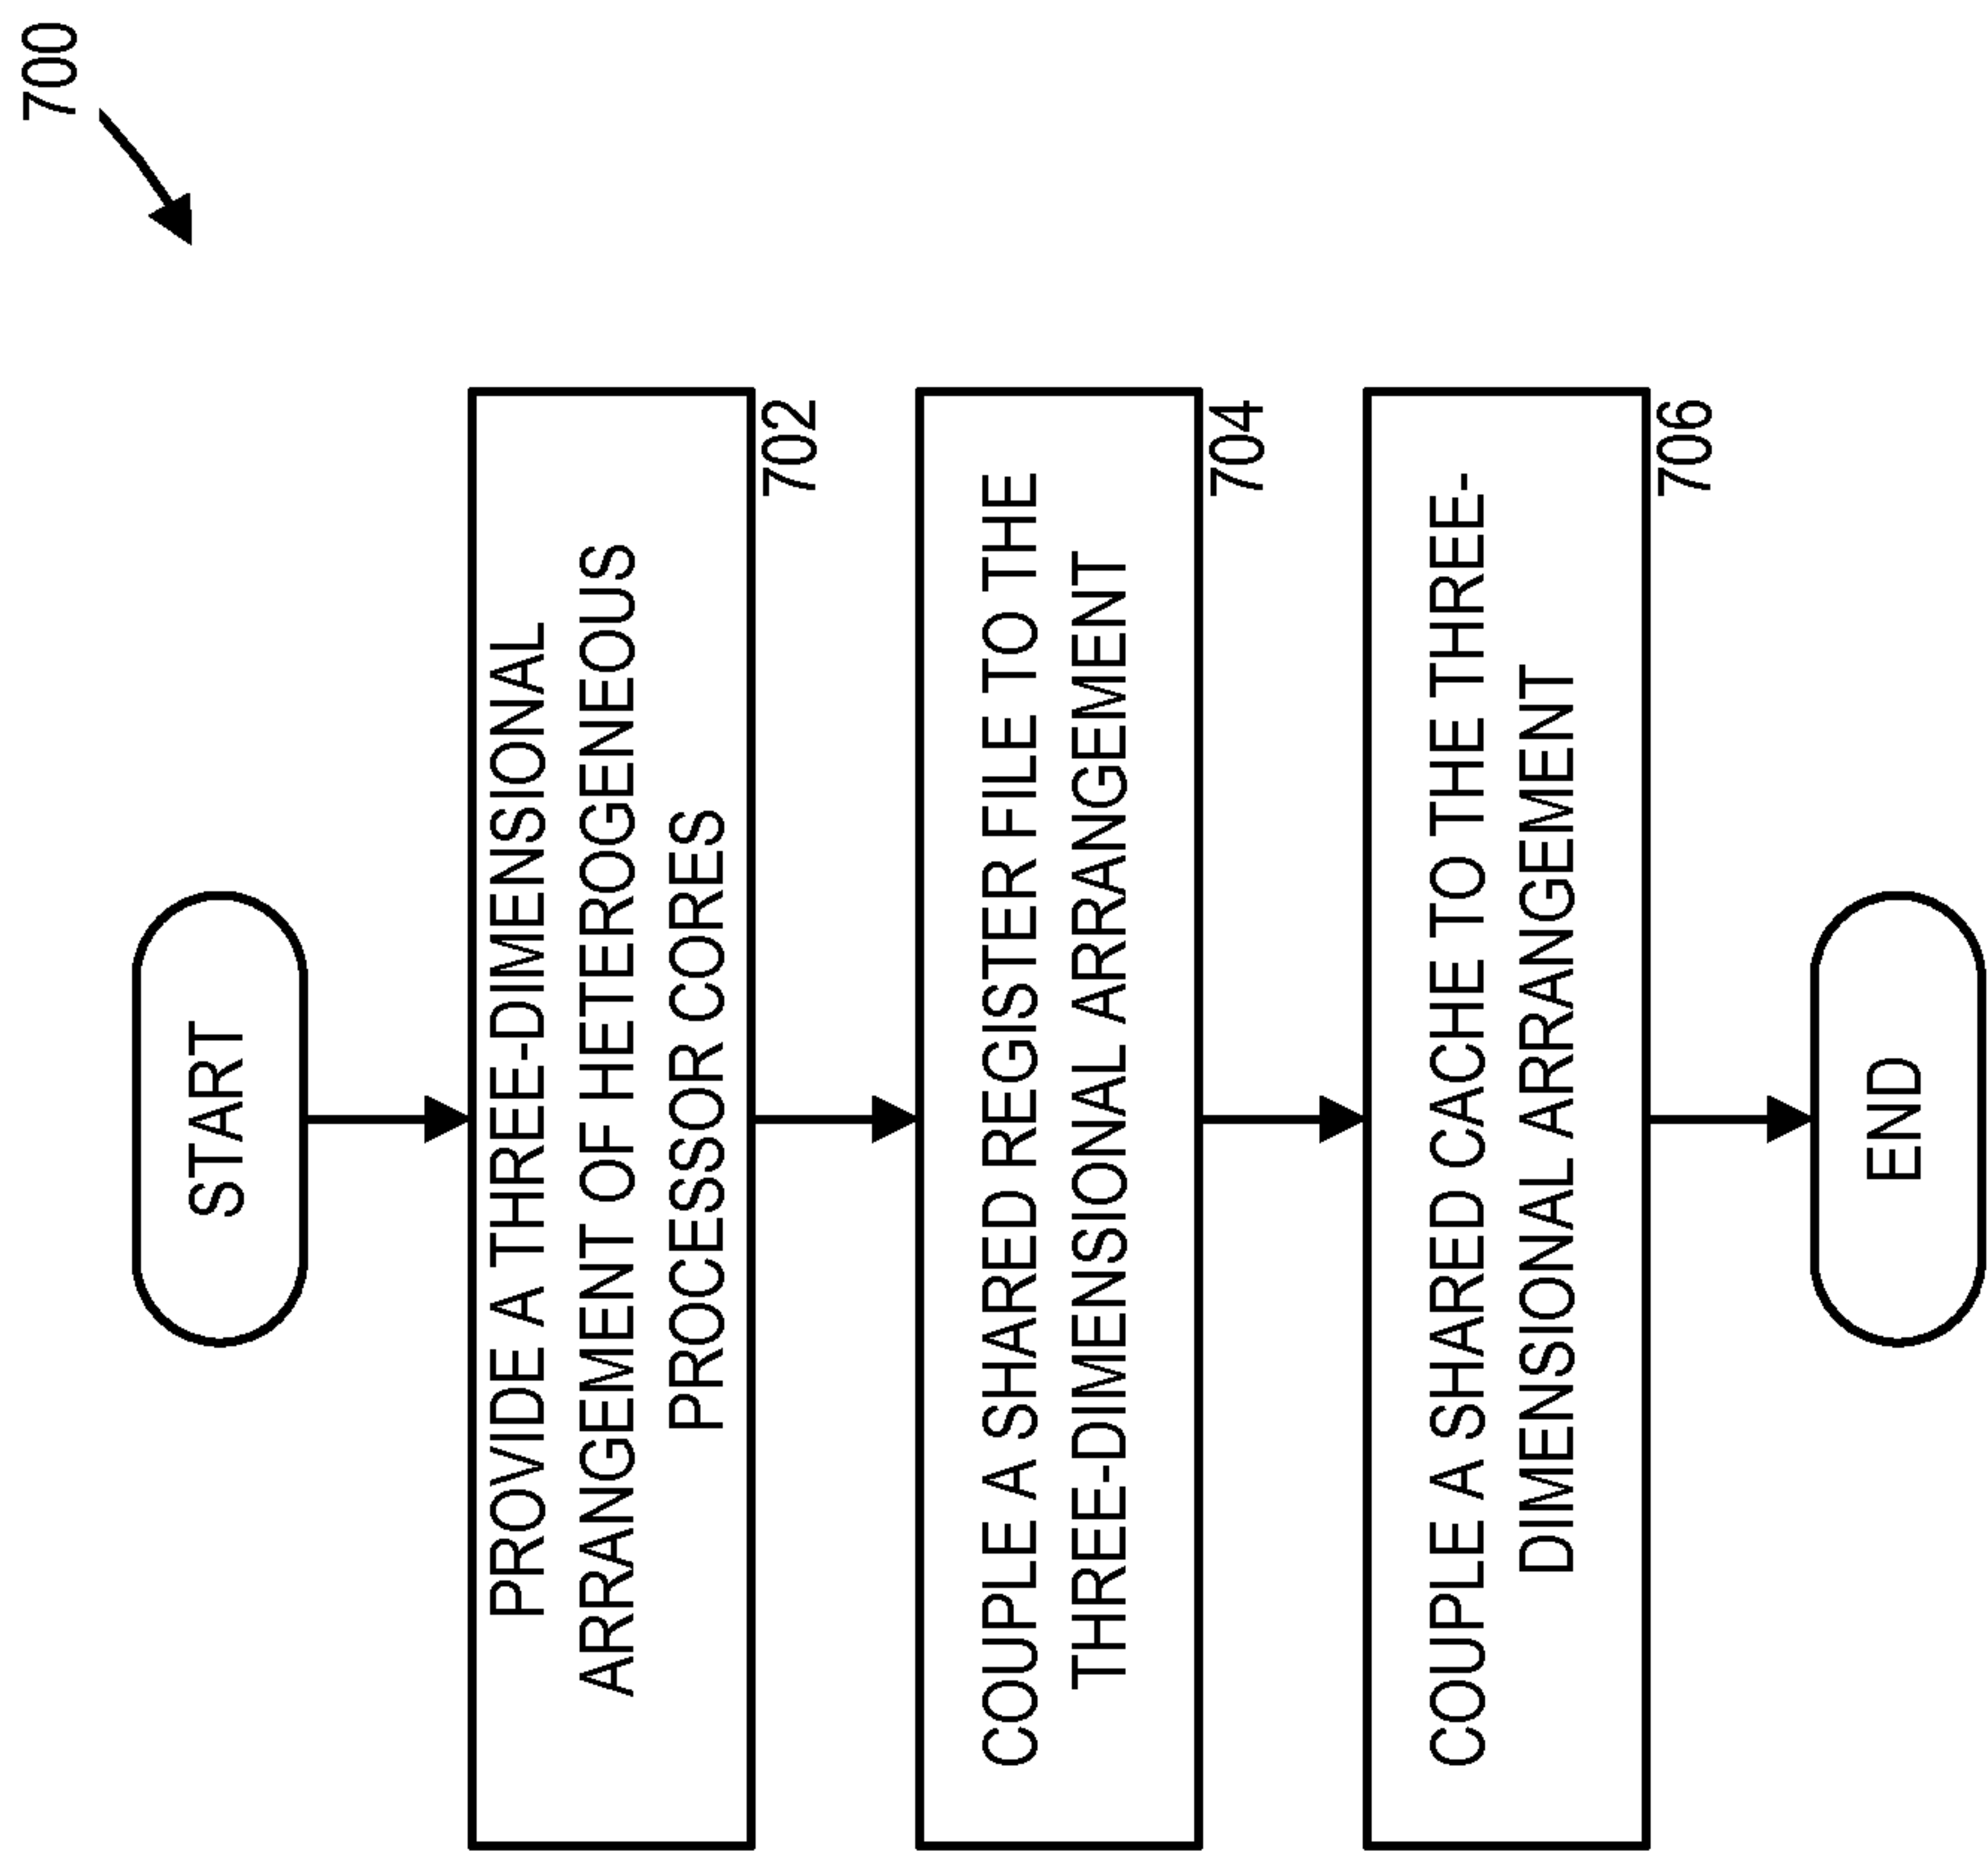 700
START
PROVIDE A THREE-DIMENSIONAL
ARRANGEMENT OF HETEROGENEOUS
PROCESSOR CORES
702
COUPLE A SHARED REGISTER FILE TO THE
THREE-DIMENSIONAL ARRANGEMENT
704
COUPLE A SHARED CACHE TO THE THREE-
DIMENSIONAL ARRANGEMENT
706
END